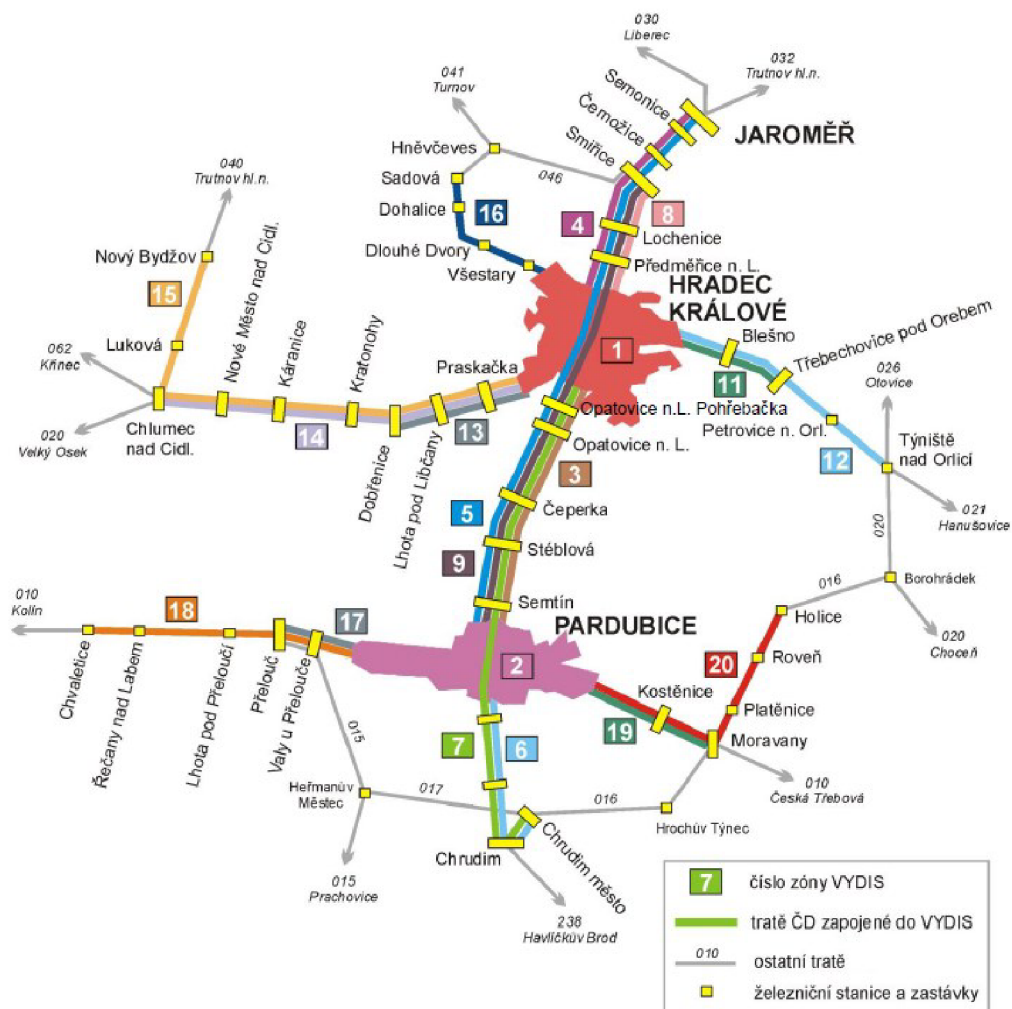 030
Liberec
032
Trutnov hl.n.
041
Turnov
Semonice
Černožice
Smiřice
JAROMĚŘ
Hněvčeves
046
Sadová
040
Trutnov hl.n.
Dohalice
16
4
8
Lochenice
Dlouhé Dvory
Předměřice n. L.
Nový Bydžov
Všestary
HRADEC
KRÁLOVÉ
15
Nové Město nad Cidl.
Káranice
Kratonohy
Praskačka
1
Blešno
Třebechovice pod Orebem
062
Křinec
Luková
11
026
Otovice
Opatovice n.L. Pohřebačka
Petrovice n. Orl.
020
Velký Osek
Chlumec
nad Cidl.
14
13
Opatovice n. L.
12
Týniště
nad Orlicí
Dobřenice
Lhota pod Libčany
3
5
Čeperka
021
Hanušovice
020
9
Stéblová
016
Borohrádek
010
Kolín
18
17
Semtín
PARDUBICE
Holice
020
Choceň
2
20
Roveň
Chvaletice
Řečany nad Labem
Lhota pod Přeloučí
Přelouč
Valy u Přelouče
Kostěnice
Platěnice
19
Moravany
015
7
6
010
Česká Třebová
Heřmanův
Městec
017
016
Hrochův Týnec
Chrudim
Chrudim město
015
Prachovice
238
Havlíčkův Brod
7
číslo zóny VYDIS
tratě ČD zapojené do VYDIS
010
ostatní tratě
železniční stanice a zastávky